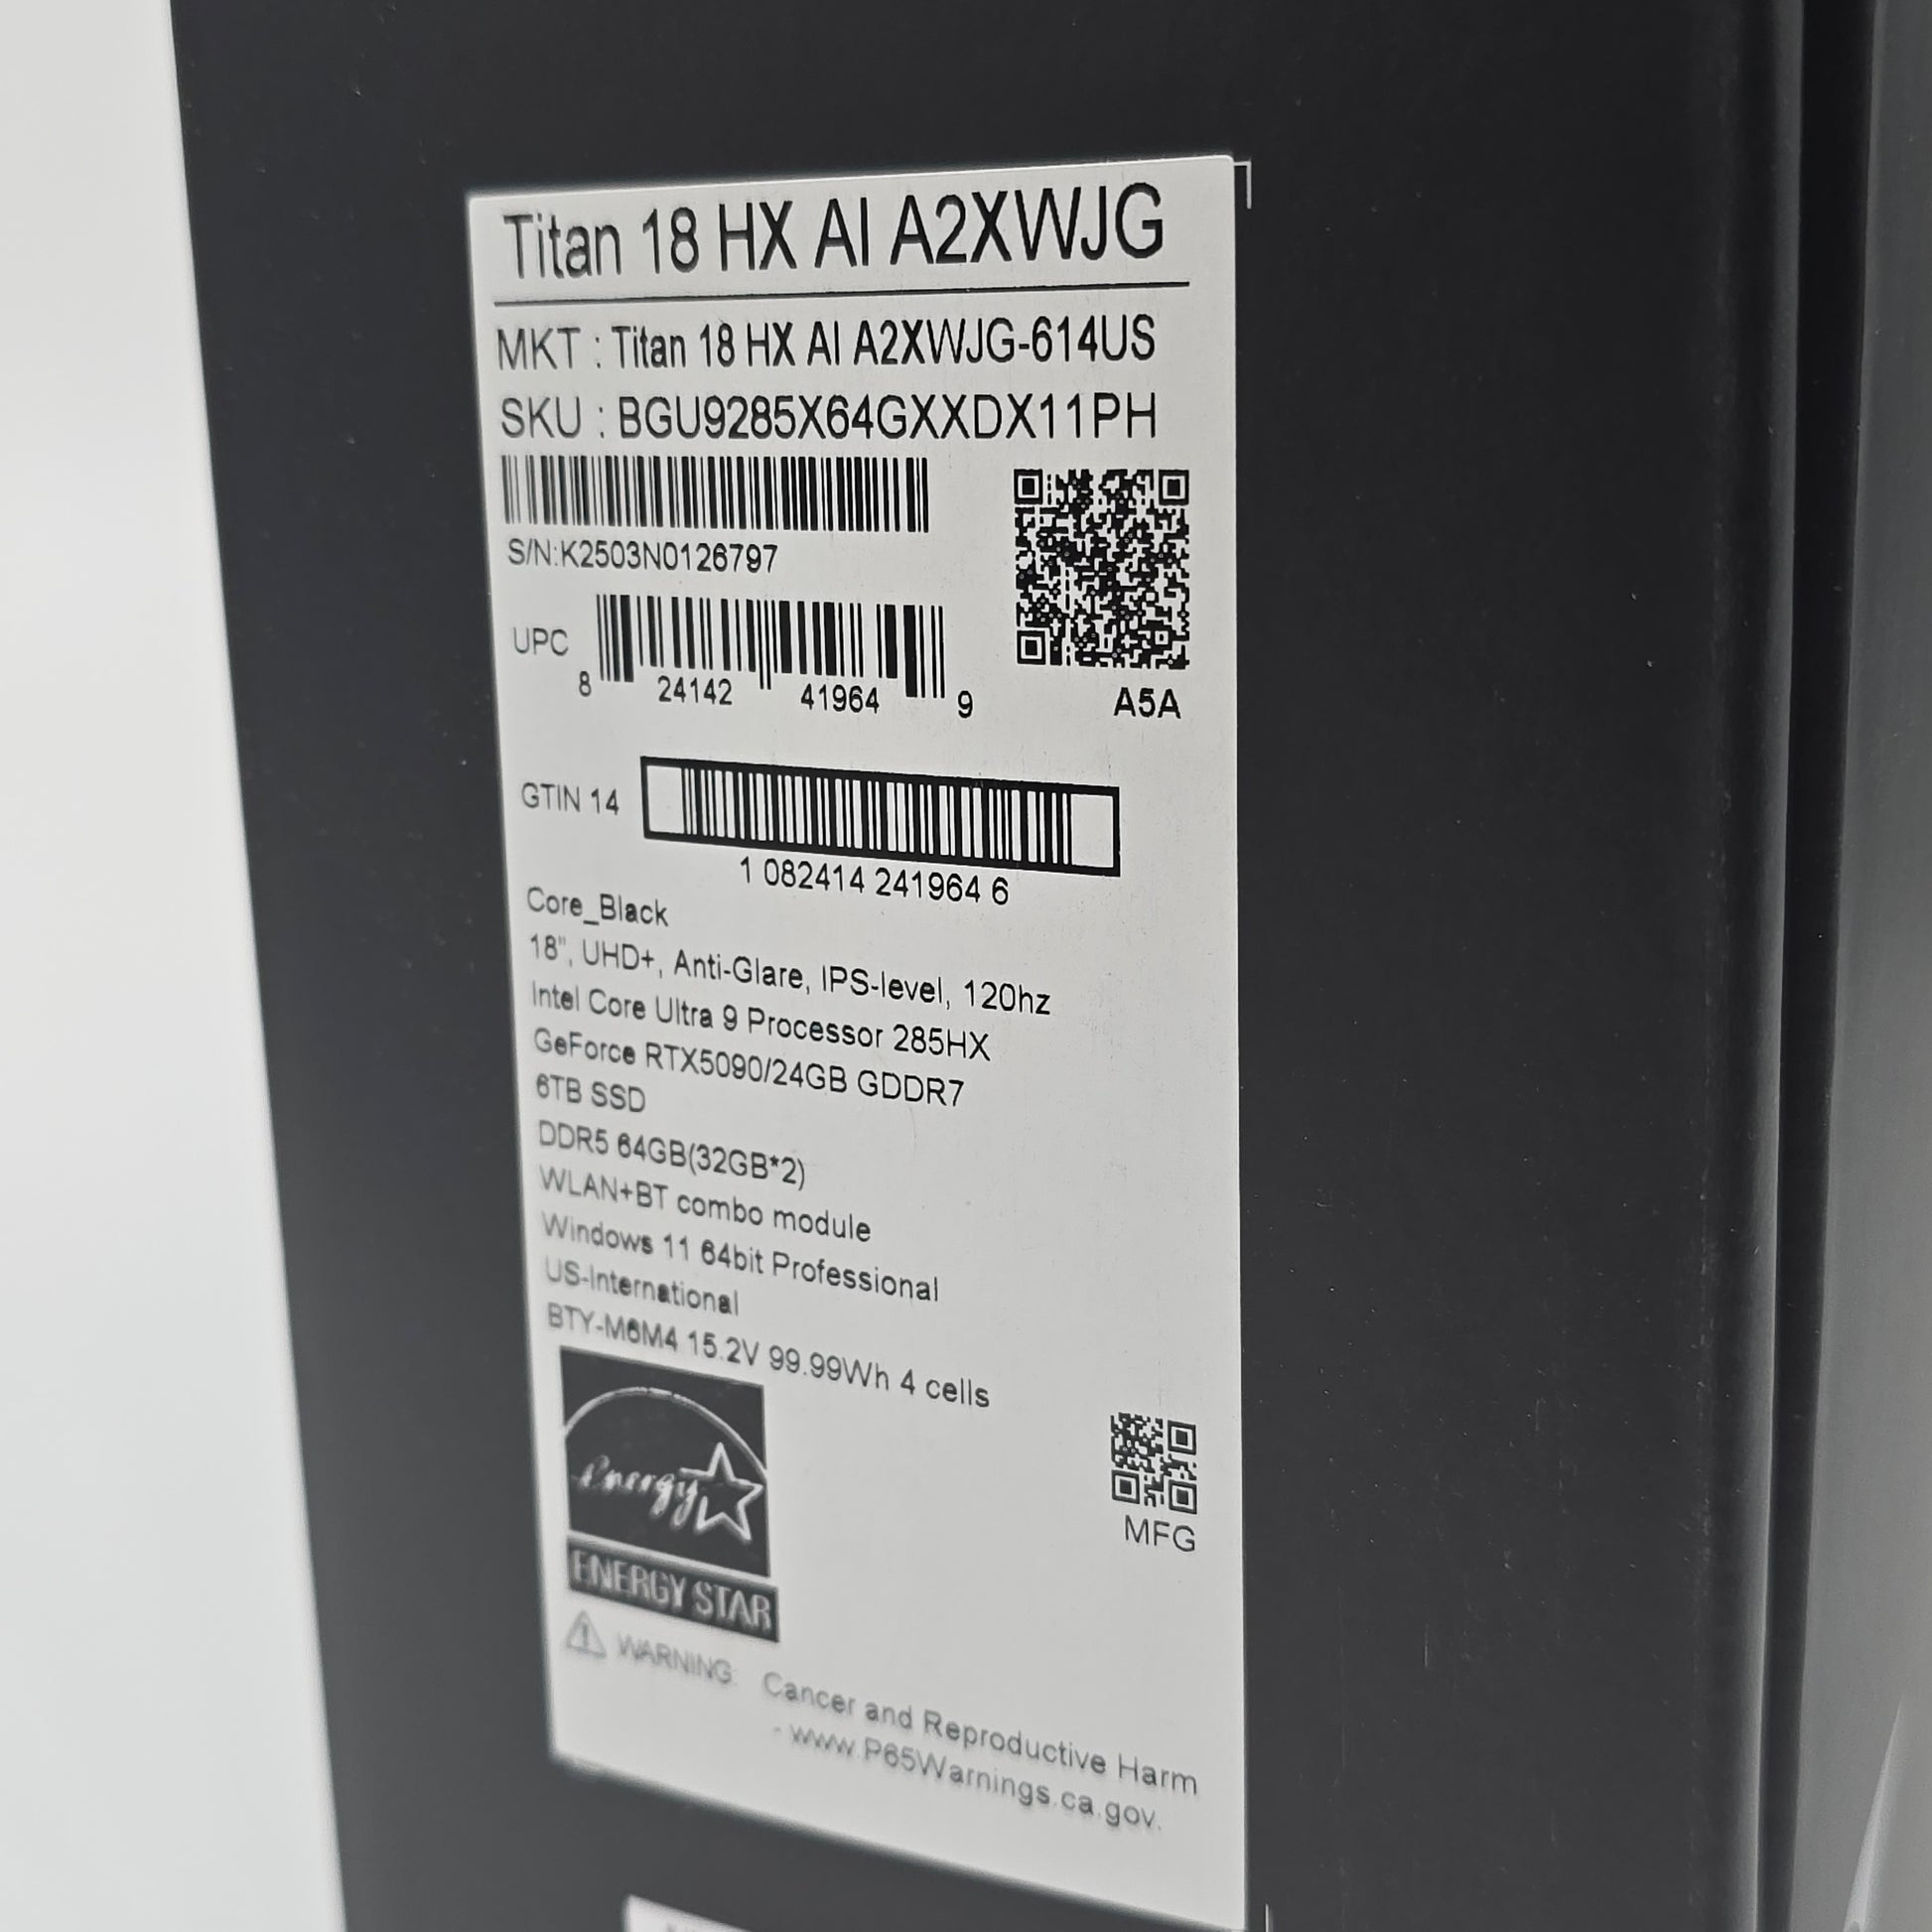 Titan 18 HX AI A2XWJG
MKT : Titan 18 HX AI A2XWJG-614US
SKU : BGU9285X64GXXDX11PH
S/N:K2503N0126797
UPC
8 24142 41964 9
A5A
GTIN 14
1 082414 241964 6
Core_Black
18", UHD+, Anti-Glare, IPS-level, 120hz
Intel Core Ultra 9 Processor 285HX
GeForce RTX5090/24GB GDDR7
6TB SSD
DDR5 64GB(32GB*2)
WLAN+BT combo module
Windows 11 64bit Professional
US-International
BTY-M6M4 15.2V 99.99Wh 4 cells
energy
ENERGY STAR
MFG
WARNING: Cancer and Reproductive Harm
- www.P65Warnings.ca.gov.